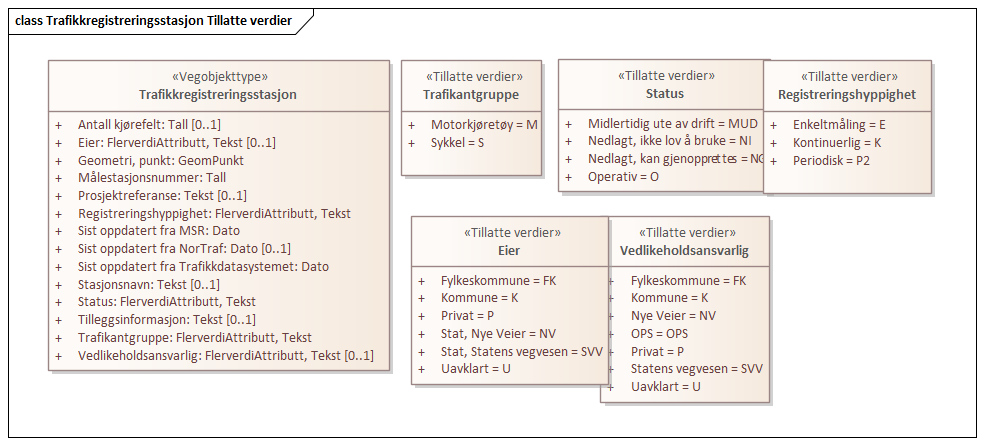 class Trafikkregistreringsstasjon Tillatte verdier
«Vegobjekttype»
Trafikkregistreringsstasjon
+ Antall kjørefelt: Tall [0..1]
+ Eier: FlerverdiAttributt, Tekst [0..1]
+ Geometri, punkt: GeomPunkt
+ Målestasjonsnummer: Tall
+ Prosjektreferanse: Tekst [0..1]
+ Registreringshyppighet: FlerverdiAttributt, Tekst
+ Sist oppdatert fra MSR: Dato
+ Sist oppdatert fra NorTraf: Dato [0..1]
+ Sist oppdatert fra Trafikkdatasystemet: Dato
+ Stasjonsnavn: Tekst [0..1]
+ Status: FlerverdiAttributt, Tekst
+ Tilleggsinformasjon: Tekst [0..1]
+ Trafikantgruppe: FlerverdiAttributt, Tekst
+ Vedlikeholdsansvarlig: FlerverdiAttributt, Tekst [0..1]
«Tillatte verdier»
Trafikantgruppe
+ Motorkjøretøy = M
+ Sykkel = S
«Tillatte verdier»
Status
+ Midlertidig ute av drift = MUD
+ Nedlagt, ikke lov å bruke = NI
+ Nedlagt, kan gjenopprettes =
+ Operativ = O
«Tillatte verdier»
Registreringshyppighet
+ Enkeltmåling = E
+ Kontinuerlig = K
+ Periodisk = P2
«Tillatte verdier»
Eier
+ Fylkeskommune = FK
+ Kommune = K
+ Privat = P
+ Stat, Nye Veier = NV
+ Stat, Statens vegvesen = SVV
+ Uavklart = U
«Tillatte verdier»
Vedlikeholdsansvarlig
+ Fylkeskommune = FK
+ Kommune = K
+ Nye Veier = NV
+ OPS = OPS
+ Privat = P
+ Statens vegvesen = SVV
+ Uavklart = U